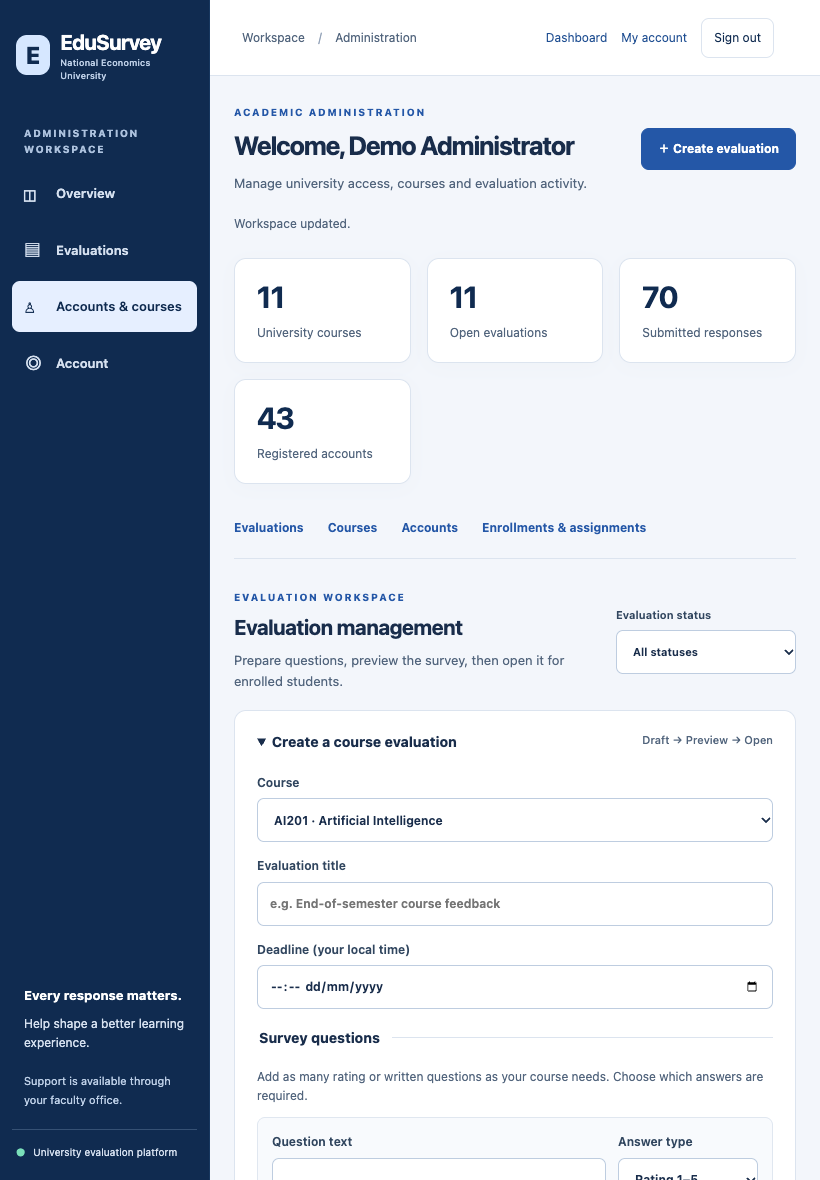 E
EduSurvey
National Economics
University
ADMINISTRATION
WORKSPACE
Overview
Evaluations
Accounts & courses
Account
Every response matters.
Help shape a better learning
experience.
Support is available through
your faculty office.
University evaluation platform
Workspace / Administration
Dashboard
My account
Sign out
ACADEMIC ADMINISTRATION
Welcome, Demo Administrator
+ Create evaluation
Manage university access, courses and evaluation activity.
Workspace updated.
11
University courses
11
Open evaluations
70
Submitted responses
43
Registered accounts
Evaluations
Courses
Accounts
Enrollments & assignments
EVALUATION WORKSPACE
Evaluation management
Prepare questions, preview the survey, then open it for
enrolled students.
Evaluation status
All statuses
▼ Create a course evaluation
Draft → Preview → Open
Course
AI201 · Artificial Intelligence
Evaluation title
e.g. End-of-semester course feedback
Deadline (your local time)
--:-- dd/mm/yyyy
Survey questions
Add as many rating or written questions as your course needs. Choose which answers are
required.
Question text
Answer type
Rating 1–5